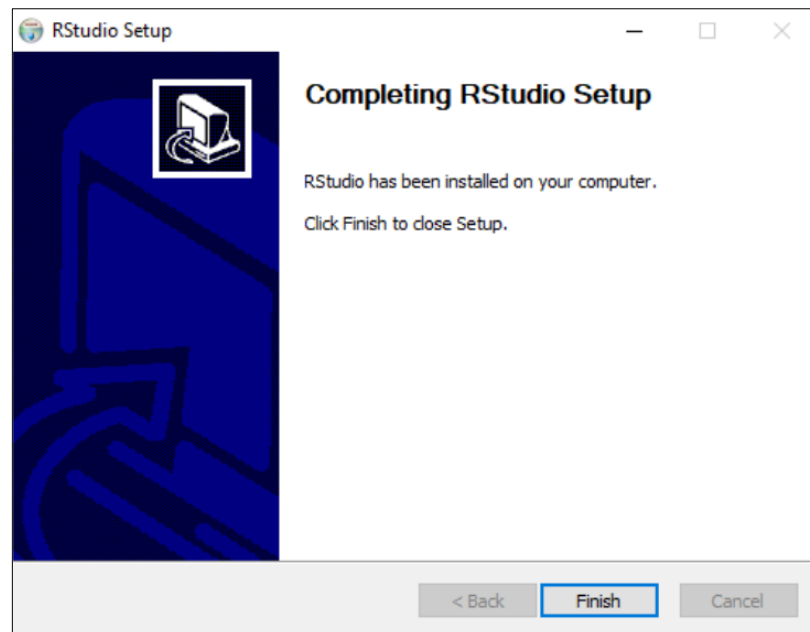 RStudio Setup
Completing RStudio Setup
RStudio has been installed on your computer.
Click Finish to close Setup.
< Back
Finish
Cancel